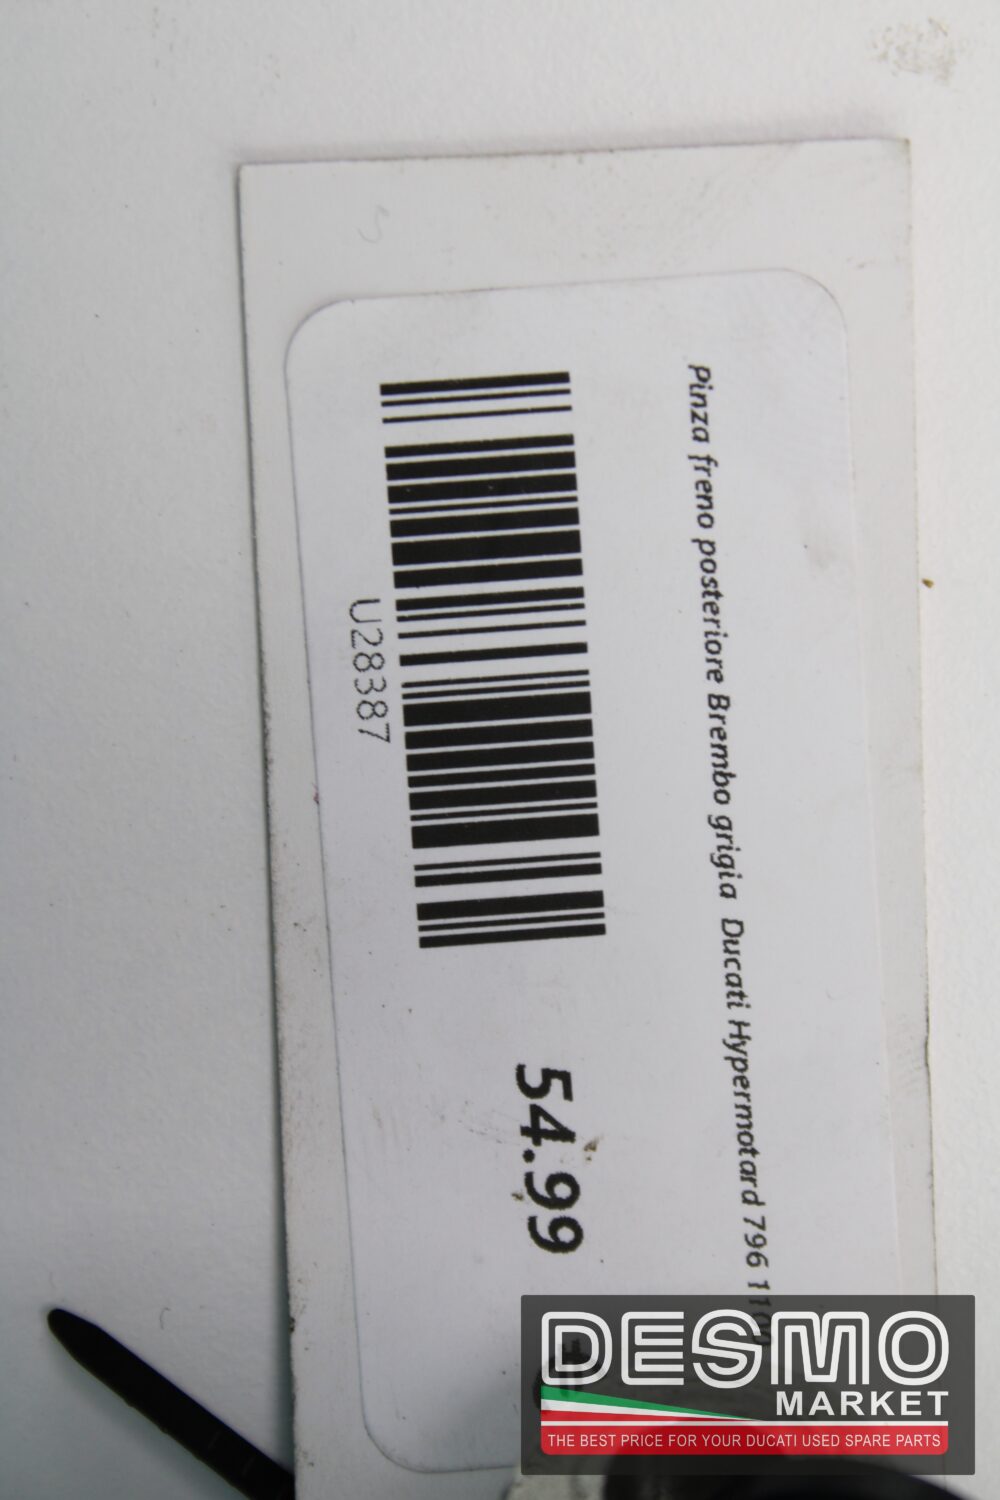 Pinza freno posteriore Brembo grigia Ducati Hypermotard 796 1100
U28387
54.99
DESMO
MARKET
THE BEST PRICE FOR YOUR DUCATI USED SPARE PARTS